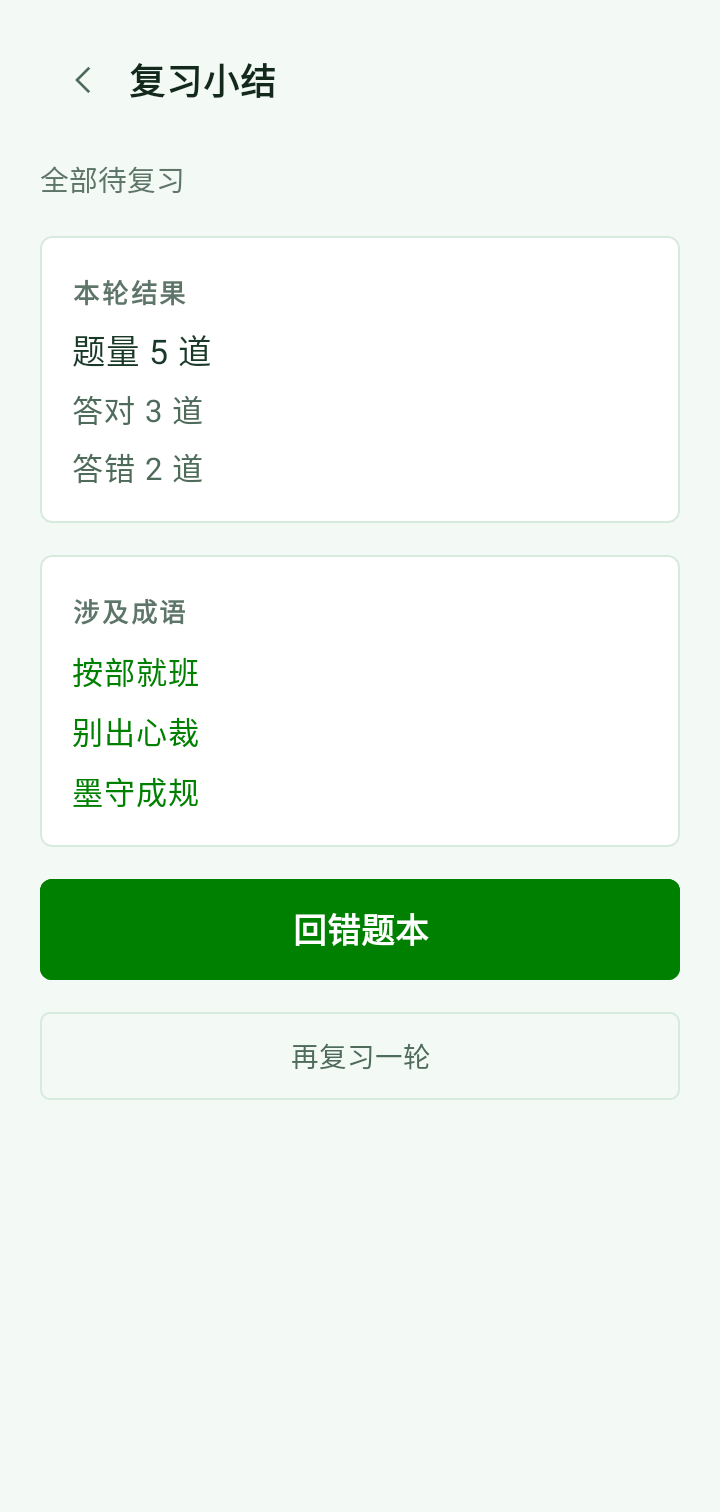 复习小结
全部待复习
本轮结果
题量 5 道
答对 3 道
答错 2 道
涉及成语
按部就班
别出心裁
墨守成规
回错题本
再复习一轮